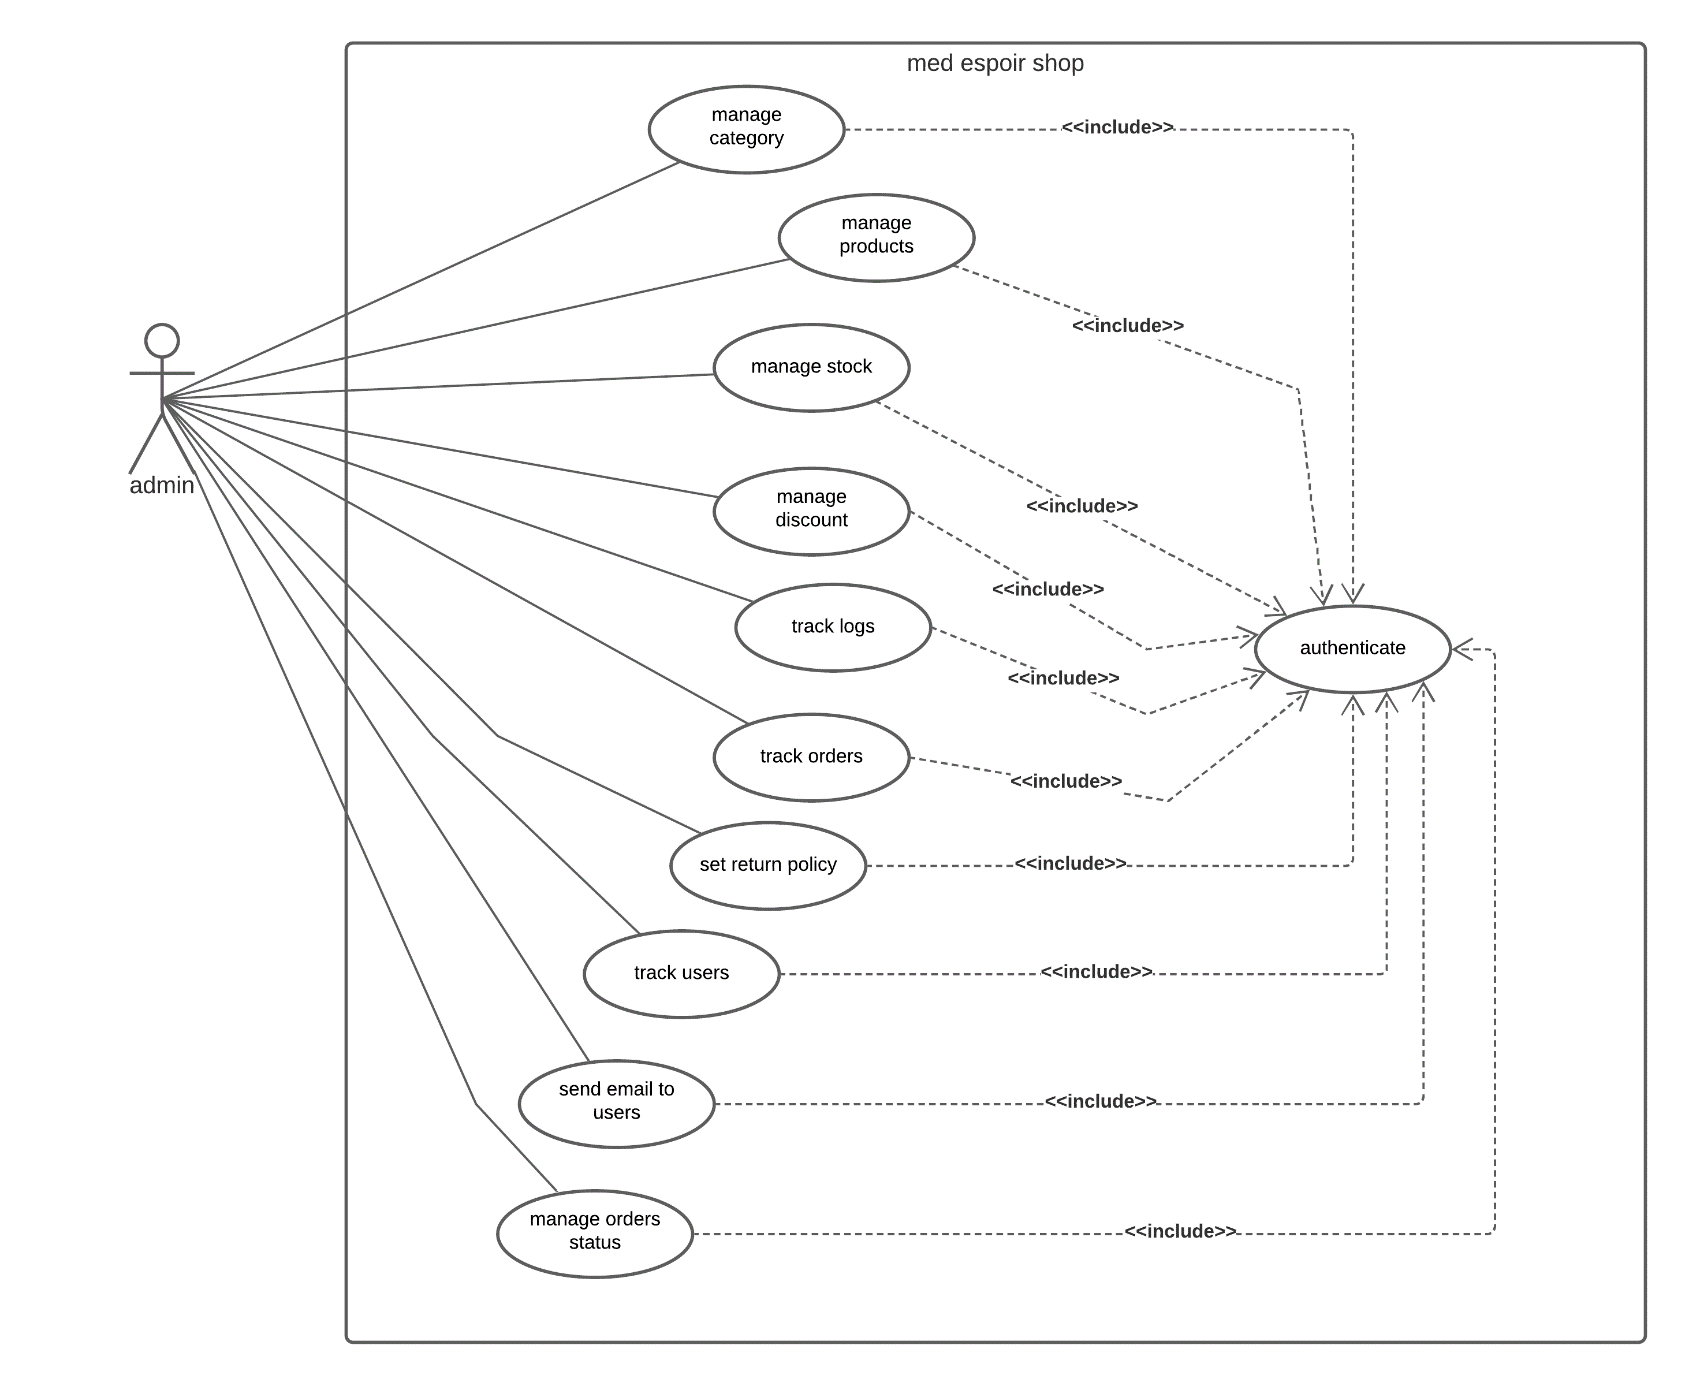 med espoir shop
manage
category
<<include>>
manage
products
<<include>>
manage stock
<<include>>
admin
manage
discount
<<include>>
track logs
<<include>>
authenticate
track orders
<<include>>
set return policy
<<include>>
track users
<<include>>
send email to
users
<<include>>
manage orders
status
<<include>>